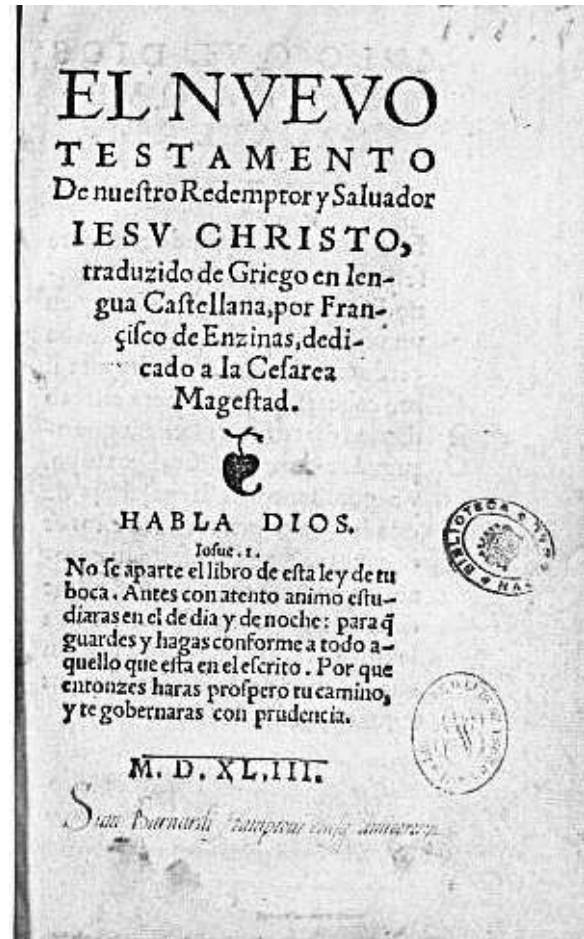 EL NVEVO
TESTAMENTO
De nueſtro Redemptor y Saluador
IESV CHRISTO,
traduzido de Griego en len-
gua Caſtellana, por Fran-
çiſco de Enzinas, dedi-
cado a la Ceſarea
Mageſtad.
HABLA DIOS.
Ioſue. 1.
No ſe aparte el libro de eſta ley de tu
boca. Antes con atento animo eſtu-
diaras en el de dia y de noche: para q̃
guardes y hagas conforme a todo a-
quello que eſta en el eſcrito. Por que
entonzes haras proſpero tu camino,
y te gobernaras con prudencia.
M. D. XL.III.
BIBLIOTECA
Sum Barnardi